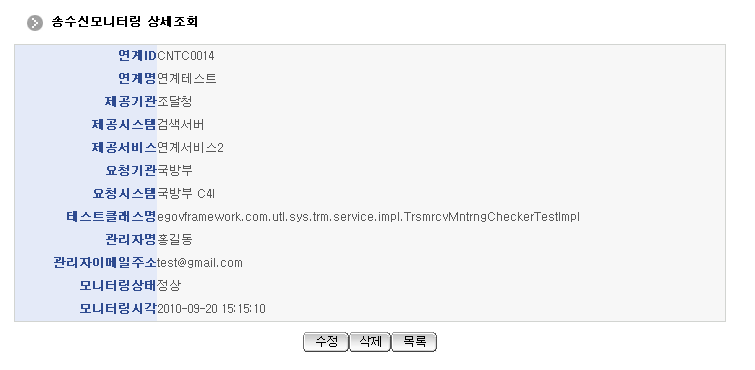 송수신모니터링 상세조회
연계ID CNTC0014
연계명 연계테스트
제공기관 조달청
제공시스템 검색서버
제공서비스 연계서비스2
요청기관 국방부
요청시스템 국방부 C4I
테스트클래스명 egovframework.com.utl.sys.trm.service.impl.TrsmrcvMntrngCheckerTestImpl
관리자명 홍길동
관리자이메일주소 test@gmail.com
모니터링상태 정상
모니터링시각 2010-09-20 15:15:10
수정 삭제 목록